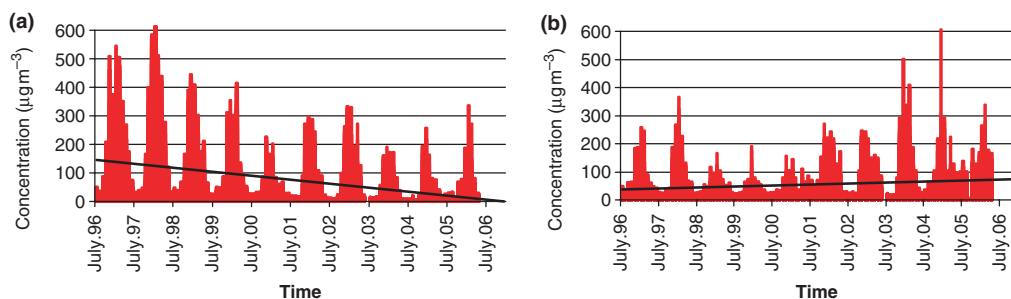 (a)
Concentration (µgm⁻³)
600
500
400
300
200
100
0
July.96
July.97
July.98
July.99
July.00
July.01
July.02
July.03
July.04
July.05
July.06
Time
(b)
Concentration (µgm⁻³)
600
500
400
300
200
100
0
July.96
July.97
July.98
July.99
July.00
July.01
July.02
July.03
July.04
July.05
July.06
Time